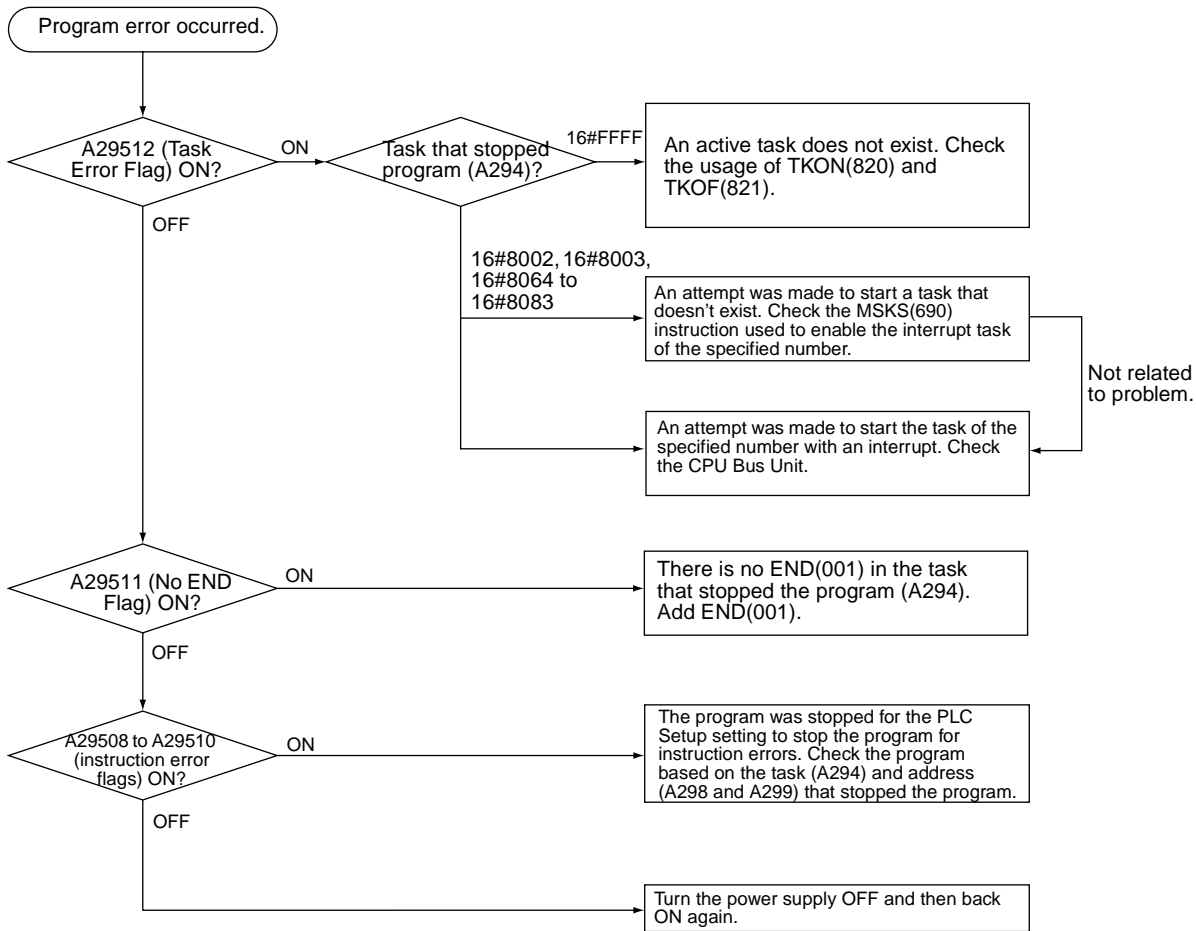 Program error occurred.
A29512 (Task
Error Flag) ON?
ON
Task that stopped
program (A294)?
16#FFFF
An active task does not exist. Check
the usage of TKON(820) and
TKOF(821).
OFF
16#8002, 16#8003,
16#8064 to
16#8083
An attempt was made to start a task that
doesn't exist. Check the MSKS(690)
instruction used to enable the interrupt task
of the specified number.
Not related
to problem.
An attempt was made to start the task of the
specified number with an interrupt. Check
the CPU Bus Unit.
A29511 (No END
Flag) ON?
ON
There is no END(001) in the task
that stopped the program (A294).
Add END(001).
OFF
A29508 to A29510
(instruction error
flags) ON?
ON
The program was stopped for the PLC
Setup setting to stop the program for
instruction errors. Check the program
based on the task (A294) and address
(A298 and A299) that stopped the program.
OFF
Turn the power supply OFF and then back
ON again.